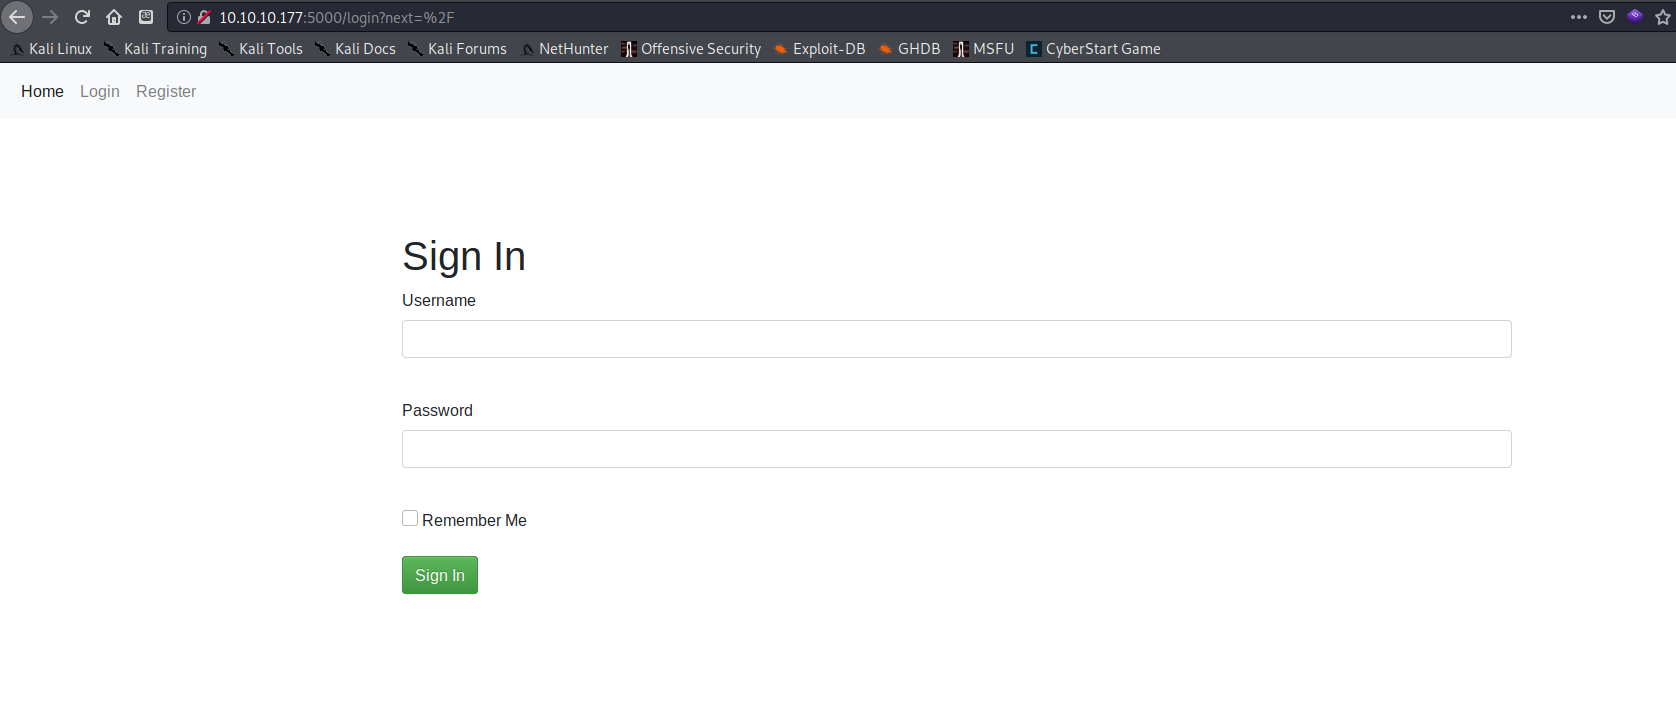 10.10.10.177:5000/login?next=%2F
Kali Linux Kali Training Kali Tools Kali Docs Kali Forums NetHunter Offensive Security Exploit-DB GHDB MSFU CyberStart Game
Home Login Register
Sign In
Username
Password
Remember Me
Sign In